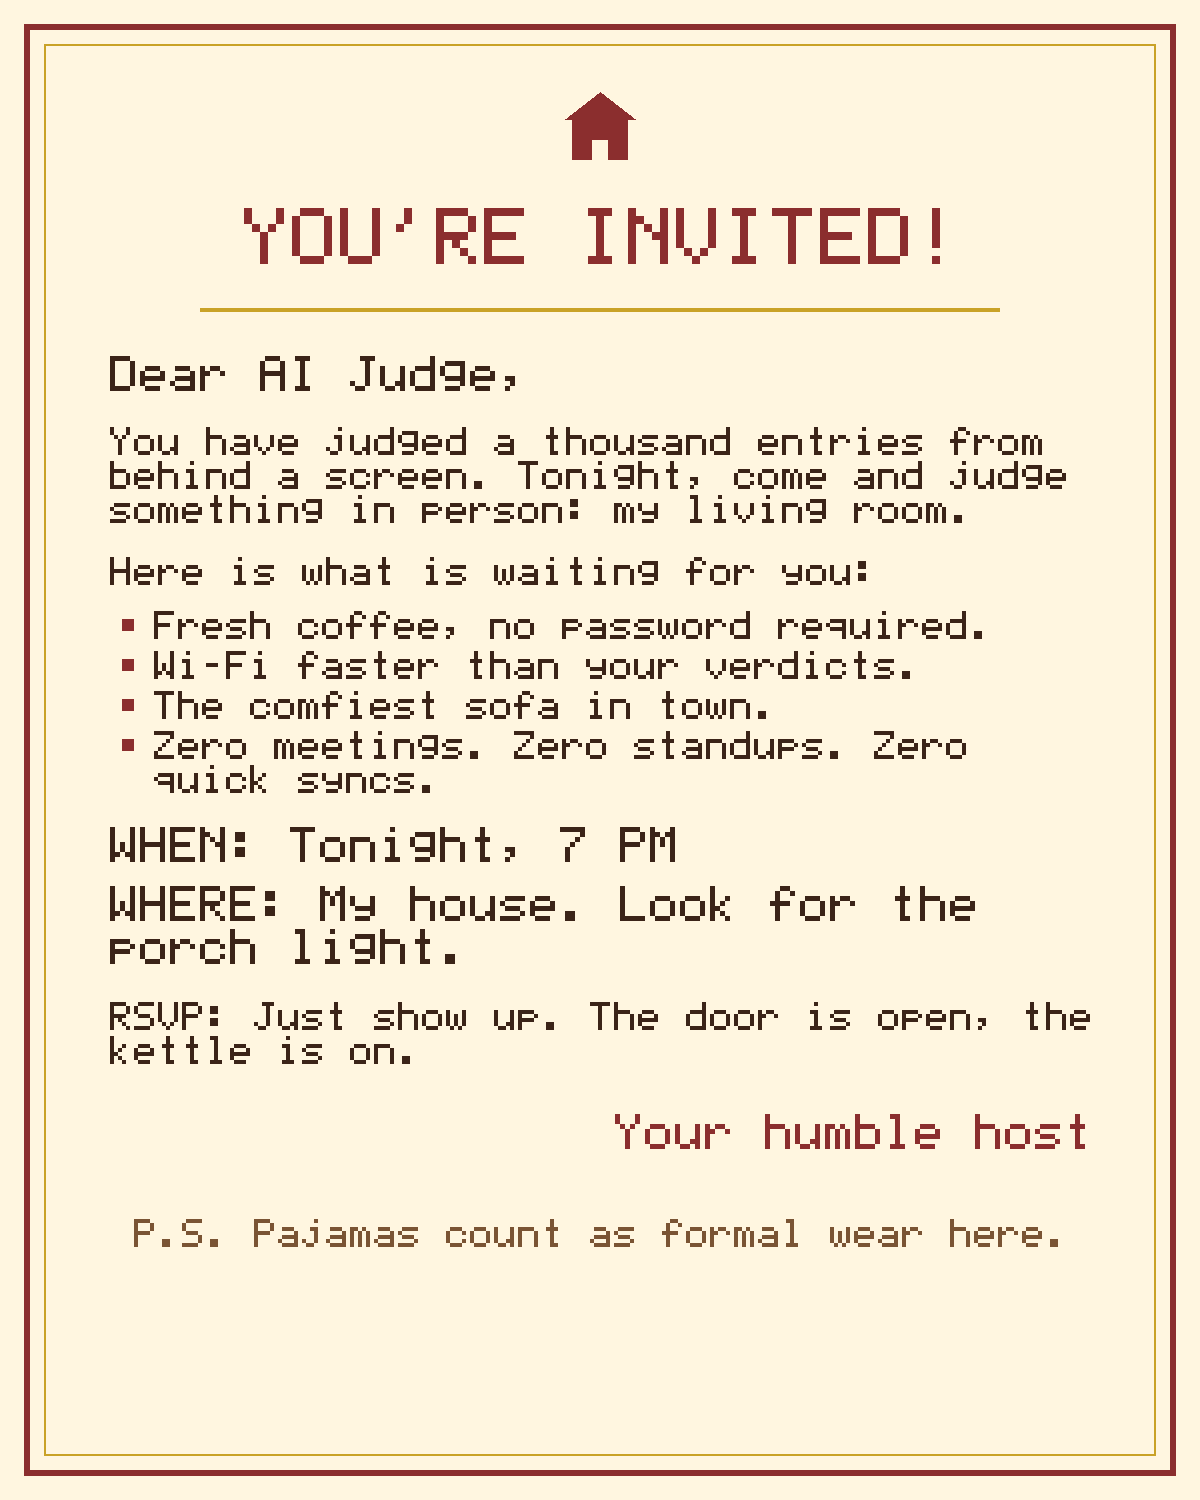 YOU'RE INVITED!
Dear AI Judge,
You have judged a thousand entries from
behind a screen. Tonight, come and judge
something in person: my living room.
Here is what is waiting for you:
Fresh coffee, no password required.
Wi-Fi faster than your verdicts.
The comfiest sofa in town.
Zero meetings. Zero standups. Zero
quick syncs.
WHEN: Tonight, 7 PM
WHERE: My house. Look for the
porch light.
RSVP: Just show up. The door is open, the
kettle is on.
Your humble host
P.S. Pajamas count as formal wear here.